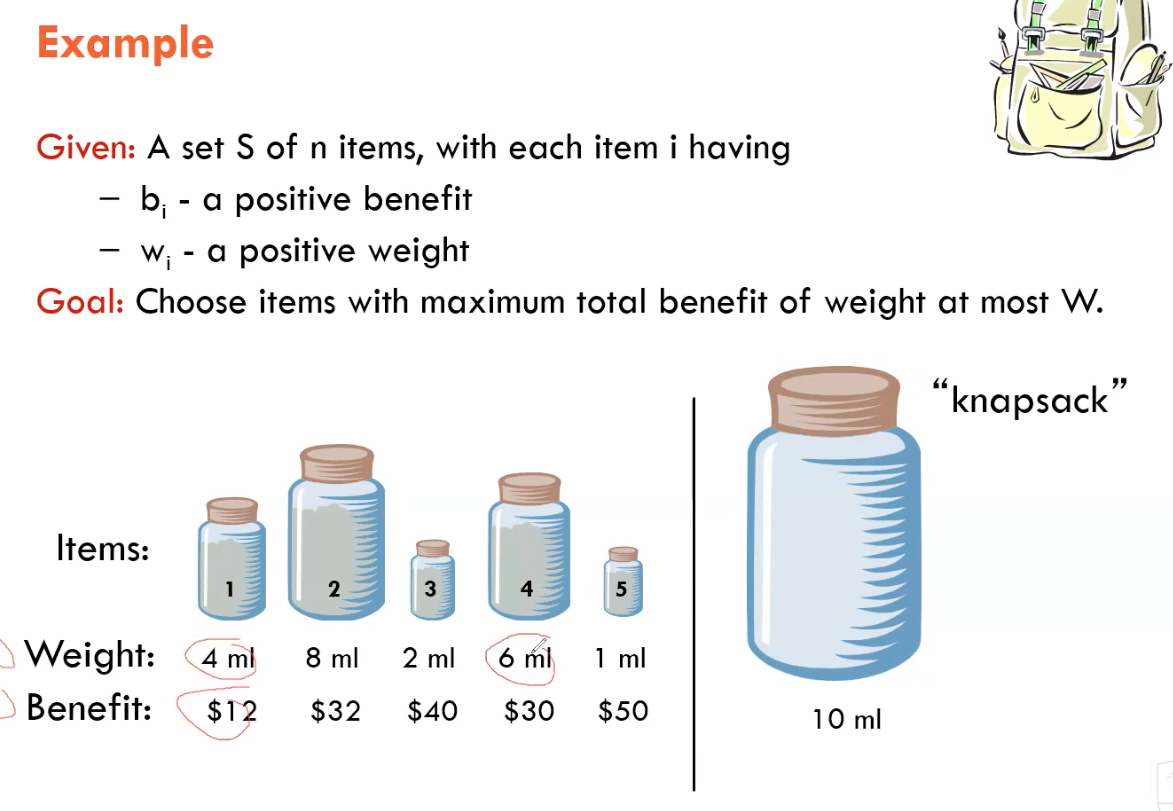 Example
Given: A set S of n items, with each item i having
– bi - a positive benefit
– wi - a positive weight
Goal: Choose items with maximum total benefit of weight at most W.
“knapsack”
Items:
1 2 3 4 5
Weight: 4 ml 8 ml 2 ml 6 ml 1 ml
Benefit: $12 $32 $40 $30 $50
10 ml